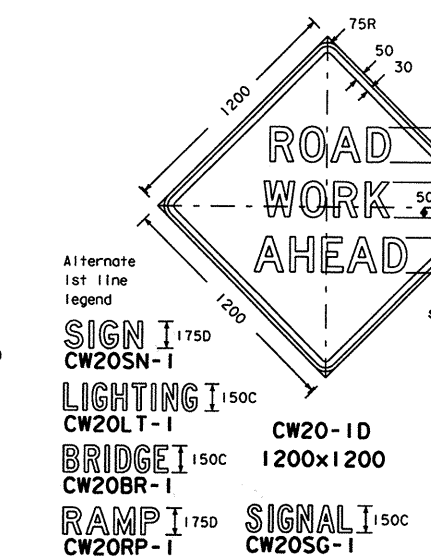 75R
50
30
1200
ROAD
WORK
50
AHEAD
Alternate
1st line
legend
1200
SIGN 175D
CW20SN-1
LIGHTING 150C
CW20LT-1
CW20-1D
BRIDGE 150C
1200x1200
CW20BR-1
RAMP 175D SIGNAL 150C
CW20RP-1 CW20SG-1